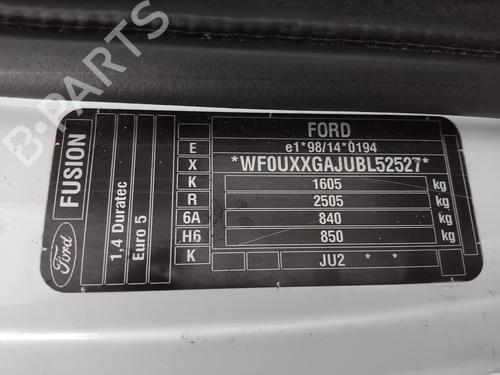 FORD
E e1*98/14*0194
X *WF0UXXGAJUBL52527*
K 1605 kg
R 2505 kg
6A 840 kg
H6 850 kg
K JU2 * *
FUSION
1,4 Duratec
Euro 5
Ford
B-PARTS